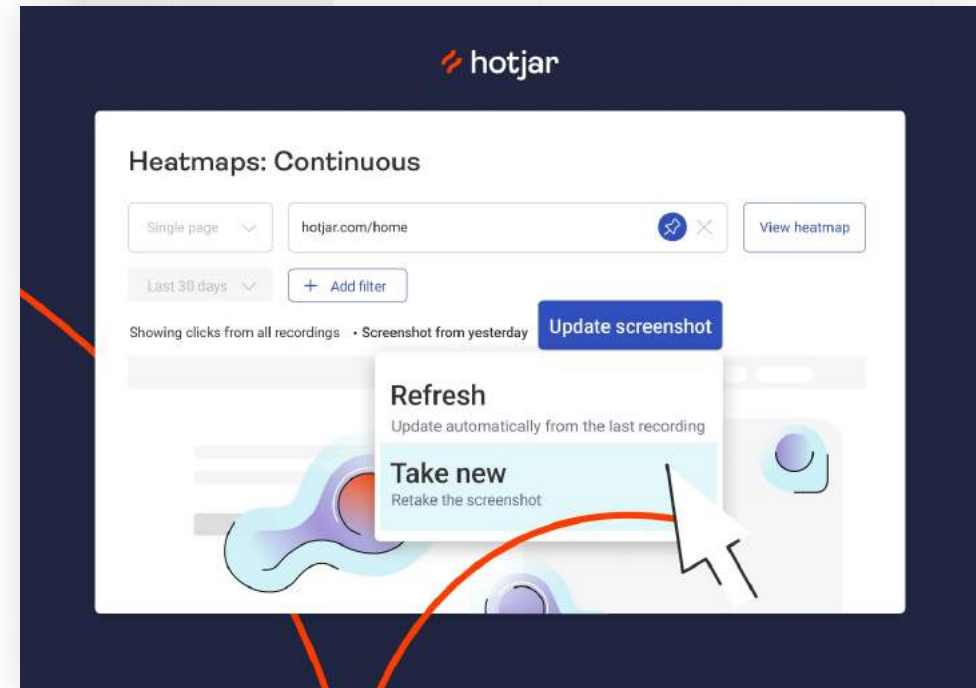 hotjar
Heatmaps: Continuous
Single page
hotjar.com/home
View heatmap
Last 30 days
+ Add filter
Showing clicks from all recordings • Screenshot from yesterday
Update screenshot
Refresh
Update automatically from the last recording
Take new
Retake the screenshot